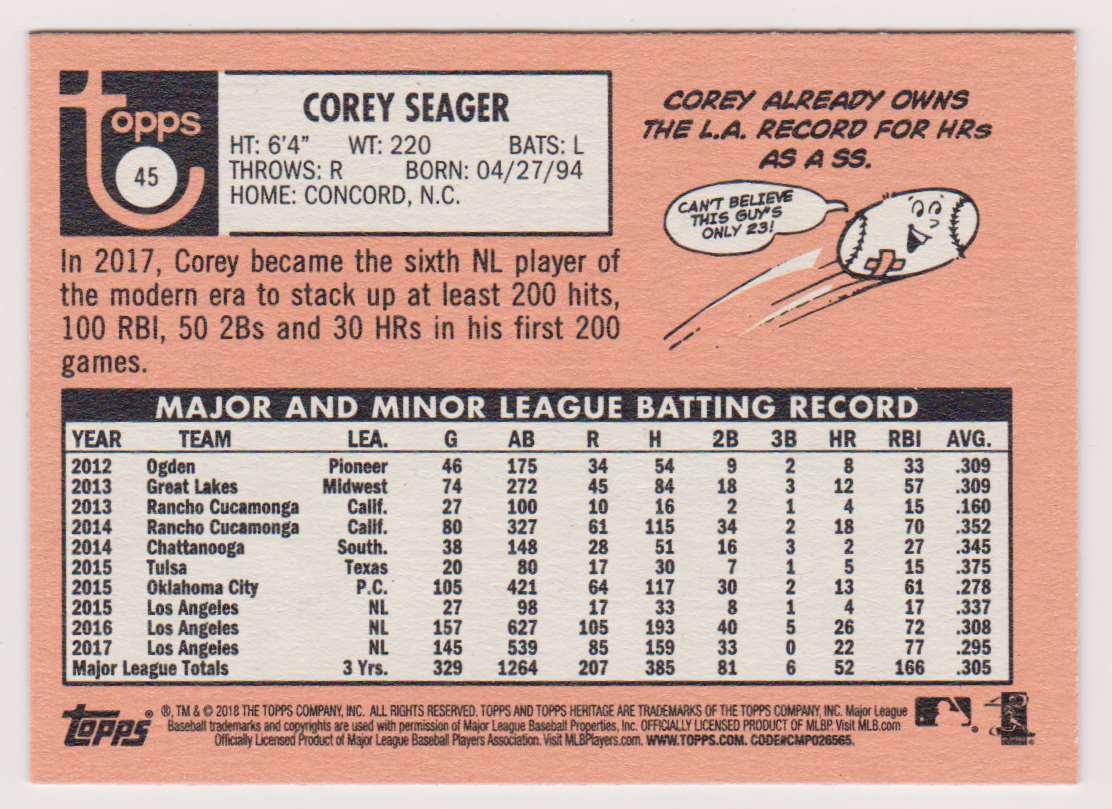 topps
45
COREY SEAGER
HT: 6'4" WT: 220 BATS: L
THROWS: R BORN: 04/27/94
HOME: CONCORD, N.C.
COREY ALREADY OWNS
THE L.A. RECORD FOR HRs
AS A SS.
CAN'T BELIEVE
THIS GUY'S
ONLY 23!
In 2017, Corey became the sixth NL player of
the modern era to stack up at least 200 hits,
100 RBI, 50 2Bs and 30 HRs in his first 200
games.
MAJOR AND MINOR LEAGUE BATTING RECORD
YEAR TEAM LEA. G AB R H 2B 3B HR RBI AVG.
2012 Ogden Pioneer 46 175 34 54 9 2 8 33 .309
2013 Great Lakes Midwest 74 272 45 84 18 3 12 57 .309
2013 Rancho Cucamonga Calif. 27 100 10 16 2 1 4 15 .160
2014 Rancho Cucamonga Calif. 80 327 61 115 34 2 18 70 .352
2014 Chattanooga South. 38 148 28 51 16 3 2 27 .345
2015 Tulsa Texas 20 80 17 30 7 1 5 15 .375
2015 Oklahoma City P.C. 105 421 64 117 30 2 13 61 .278
2015 Los Angeles NL 27 98 17 33 8 1 4 17 .337
2016 Los Angeles NL 157 627 105 193 40 5 26 72 .308
2017 Los Angeles NL 145 539 85 159 33 0 22 77 .295
Major League Totals 3 Yrs. 329 1264 207 385 81 6 52 166 .305
TOPPS ®, TM & © 2018 THE TOPPS COMPANY, INC. ALL RIGHTS RESERVED. TOPPS AND TOPPS HERITAGE ARE TRADEMARKS OF THE TOPPS COMPANY, INC. Major League
Baseball trademarks and copyrights are used with permission of Major League Baseball Properties, Inc. OFFICIALLY LICENSED PRODUCT OF MLBP Visit MLB.com
Officially Licensed Product of Major League Baseball Players Association. Visit MLBPlayers.com. WWW.TOPPS.COM. CODE#CMP026565.